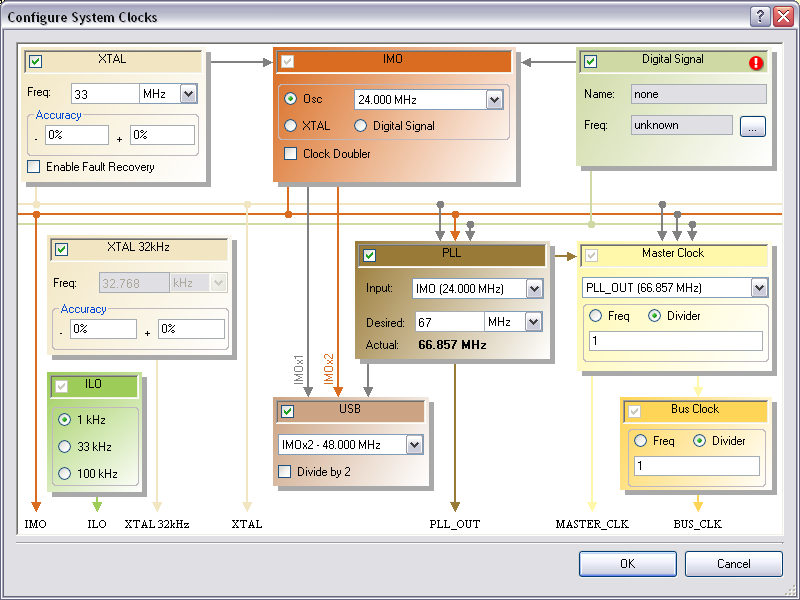 Configure System Clocks
XTAL
Freq: 33 MHz
Accuracy
- 0% + 0%
Enable Fault Recovery
IMO
Osc 24.000 MHz
XTAL Digital Signal
Clock Doubler
Digital Signal
Name: none
Freq: unknown ...
XTAL 32kHz
Freq: 32.768 kHz
Accuracy
- 0% + 0%
PLL
Input: IMO (24.000 MHz)
Desired: 67 MHz
Actual: 66.857 MHz
Master Clock
PLL_OUT (66.857 MHz)
Freq Divider
1
ILO
1 kHz
33 kHz
100 kHz
IMOx1
IMOx2
USB
IMOx2 - 48.000 MHz
Divide by 2
Bus Clock
Freq Divider
1
IMO ILO XTAL 32kHz XTAL PLL_OUT MASTER_CLK BUS_CLK
OK Cancel